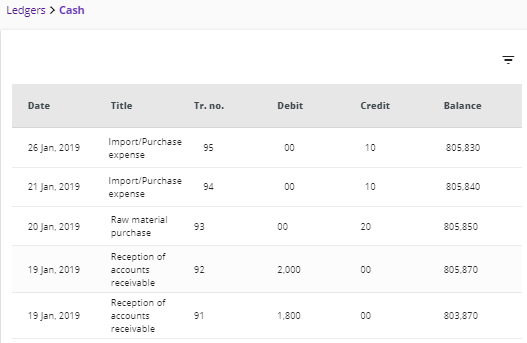 Ledgers > Cash
Date Title Tr. no. Debit Credit Balance
26 Jan, 2019 Import/Purchase expense 95 00 10 805,830
21 Jan, 2019 Import/Purchase expense 94 00 10 805,840
20 Jan, 2019 Raw material purchase 93 00 20 805,850
19 Jan, 2019 Reception of accounts receivable 92 2,000 00 805,870
19 Jan, 2019 Reception of accounts receivable 91 1,800 00 803,870